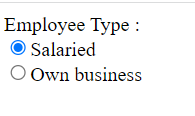 Employee Type :
Salaried
Own business